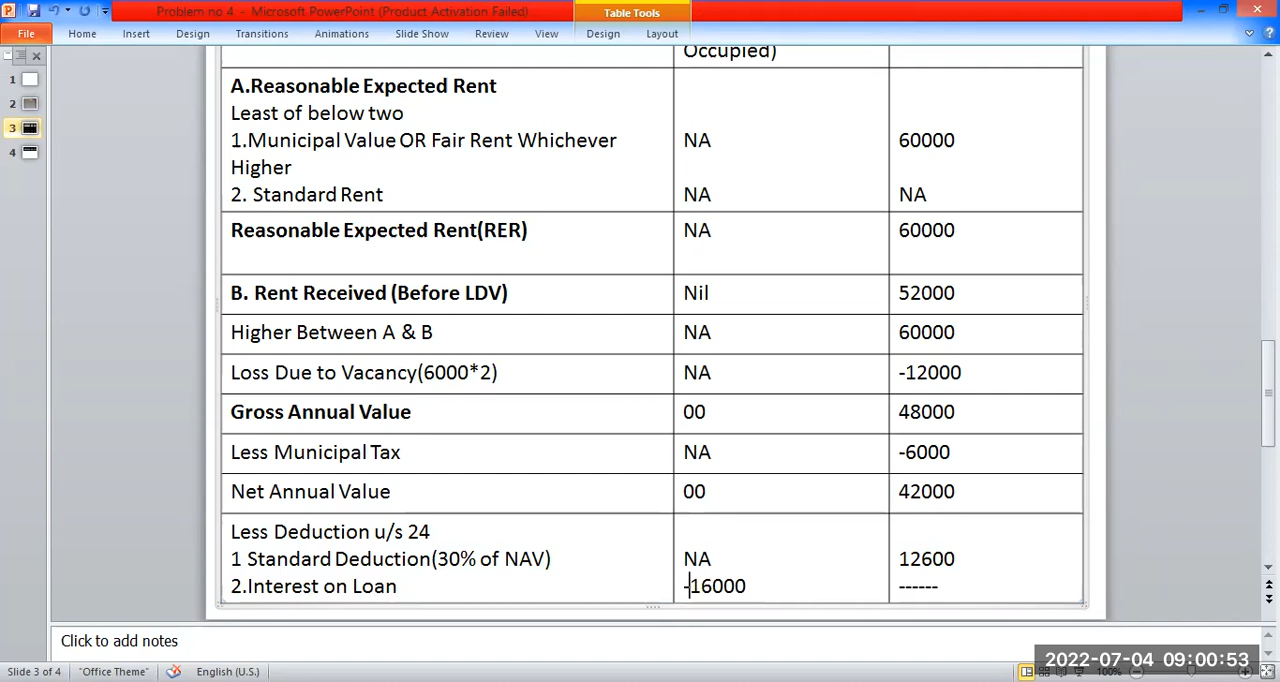 Problem no 4 - Microsoft PowerPoint (Product Activation Failed)
Table Tools
File Home Insert Design Transitions Animations Slide Show Review View Design Layout
Occupied)
A.Reasonable Expected Rent
Least of below two
1.Municipal Value OR Fair Rent Whichever NA 60000
Higher
2. Standard Rent NA NA
Reasonable Expected Rent(RER) NA 60000
B. Rent Received (Before LDV) Nil 52000
Higher Between A & B NA 60000
Loss Due to Vacancy(6000*2) NA -12000
Gross Annual Value 00 48000
Less Municipal Tax NA -6000
Net Annual Value 00 42000
Less Deduction u/s 24
1 Standard Deduction(30% of NAV) NA 12600
2.Interest on Loan -16000 ------
1
2
3
4
Click to add notes
2022-07-04 09:00:53
Slide 3 of 4 "Office Theme" English (U.S.) 100%